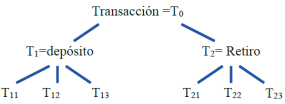 Transacción =T₀
T₁=depósito T₂= Retiro
T₁₁ T₁₂ T₁₃ T₂₁ T₂₂ T₂₃